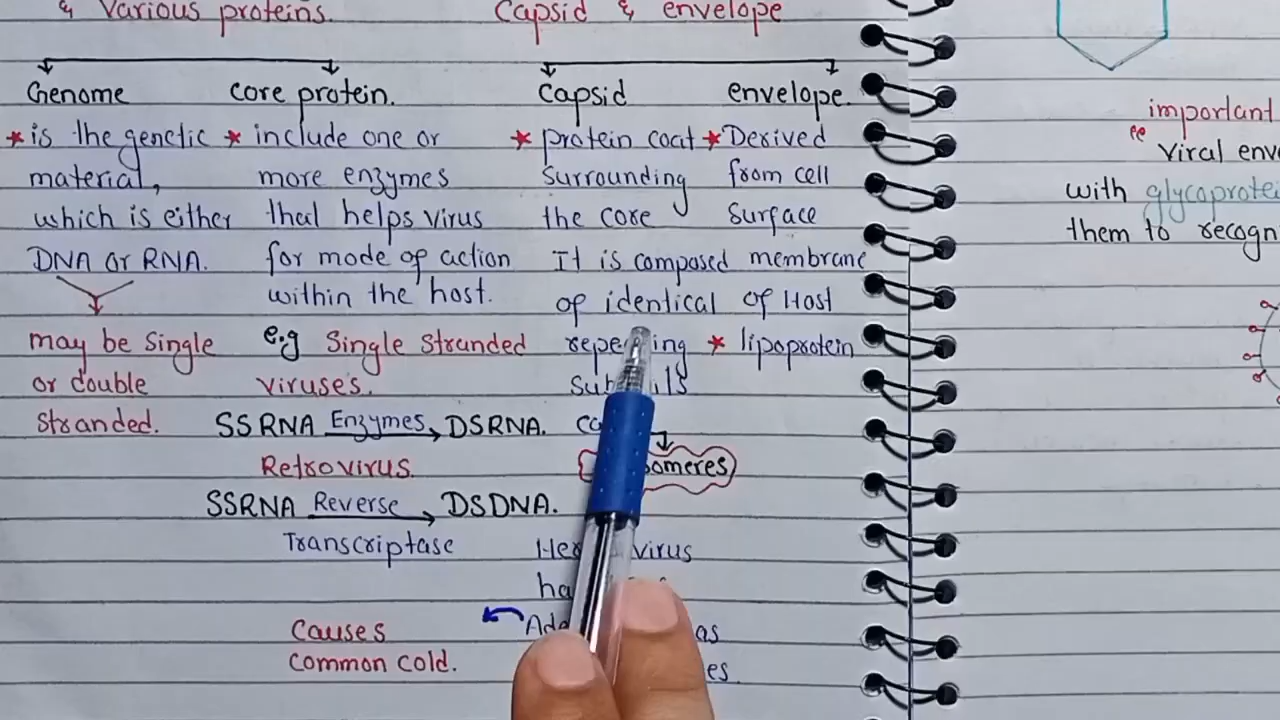 & Various proteins.
Capsid & envelope
Genome
* is the genetic
material,
which is either
DNA or RNA.
may be single
or double
stranded.
core protein.
* include one or
more enzymes
that helps virus
for mode of action
within the host.
e.g Single stranded
viruses.
SSRNA Enzymes DSRNA.
Retrovirus.
SSRNA Reverse DSDNA.
Transcriptase
Causes
Common cold.
Capsid
* protein coat
surrounding
the core
It is composed
of identical
virus
envelope.
* Derived
from cell
surface
membrane
of Host
* lipoprotein
important
Viral
with
them to